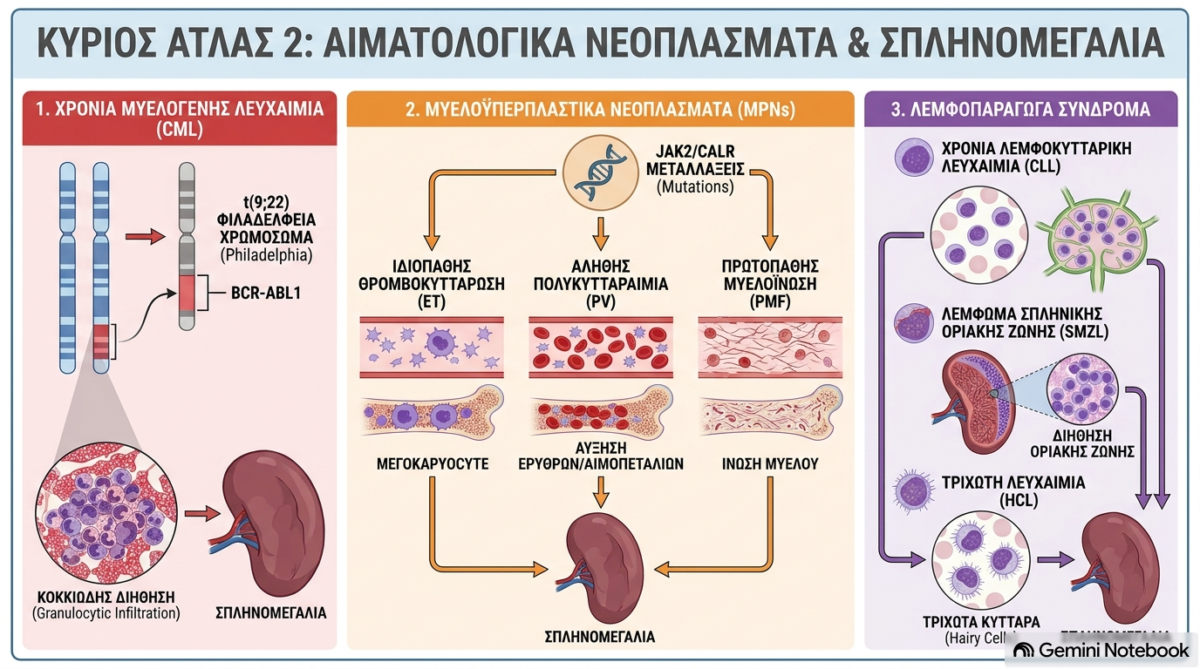 ΚΥΡΙΟΣ ΑΤΛΑΣ 2: ΑΙΜΑΤΟΛΟΓΙΚΑ ΝΕΟΠΛΑΣΜΑΤΑ & ΣΠΛΗΝΟΜΕΓΑΛΙΑ
1. ΧΡΟΝΙΑ ΜΥΕΛΟΓΕΝΗΣ ΛΕΥΧΑΙΜΙΑ
(CML)
t(9;22)
ΦΙΛΑΔΕΛΦΕΙΑ
ΧΡΩΜΟΣΩΜΑ
(Philadelphia)
BCR-ABL1
ΚΟΚΚΙΩΔΗΣ ΔΙΗΘΗΣΗ
(Granulocytic Infiltration)
ΣΠΛΗΝΟΜΕΓΑΛΙΑ
2. ΜΥΕΛΟΫΠΕΡΠΛΑΣΤΙΚΑ ΝΕΟΠΛΑΣΜΑΤΑ (MPNs)
JAK2/CALR
ΜΕΤΑΛΛΑΞΕΙΣ
(Mutations)
ΙΔΙΟΠΑΘΗΣ
ΘΡΟΜΒΟΚΥΤΤΑΡΩΣΗ
(ET)
ΑΛΗΘΗΣ
ΠΟΛΥΚΥΤΤΑΡΑΙΜΙΑ
(PV)
ΠΡΩΤΟΠΑΘΗΣ
ΜΥΕΛΟΪΝΩΣΗ
(PMF)
ΜΕΓΟΚΑΡΥΟCYTE
ΑΥΞΗΣΗ
ΕΡΥΘΡΩΝ/ΑΙΜΟΠΕΤΑΛΙΩΝ
ΙΝΩΣΗ ΜΥΕΛΟΥ
ΣΠΛΗΝΟΜΕΓΑΛΙΑ
3. ΛΕΜΦΟΠΑΡΑΓΩΓΑ ΣΥΝΔΡΟΜΑ
ΧΡΟΝΙΑ ΛΕΜΦΟΚΥΤΤΑΡΙΚΗ
ΛΕΥΧΑΙΜΙΑ (CLL)
ΛΕΜΦΩΜΑ ΣΠΛΗΝΙΚΗΣ
ΟΡΙΑΚΗΣ ΖΩΝΗΣ (SMZL)
ΔΙΗΘΗΣΗ
ΟΡΙΑΚΗΣ ΖΩΝΗΣ
ΤΡΙΧΩΤΗ ΛΕΥΧΑΙΜΙΑ
(HCL)
ΤΡΙΧΩΤΑ ΚΥΤΤΑΡΑ
(Hairy Cells)
Gemini Notebook